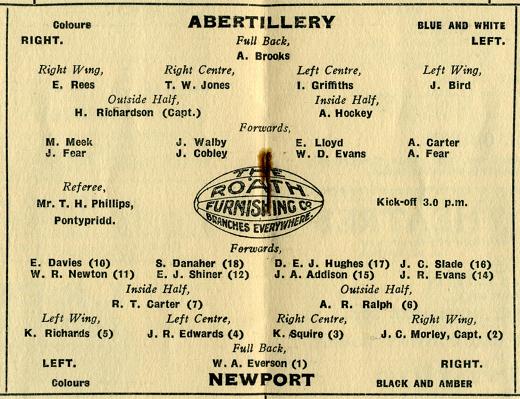 Colours ABERTILLERY BLUE AND WHITE
RIGHT. Full Back, LEFT.
A. Brooks
Right Wing, Right Centre, Left Centre, Left Wing,
E. Rees T. W. Jones I. Griffiths J. Bird
Outside Half, Inside Half,
H. Richardson (Capt.) A. Hockey
Forwards,
M. Meek J. Walby E. Lloyd A. Carter
J. Fear J. Cobley W. D. Evans A. Fear
Referee,
Mr. T. H. Phillips,
Pontypridd.
THE
ROATH
FURNISHING CO
BRANCHES EVERYWHERE.
Kick-off 3.0 p.m.
Forwards,
E. Davies (10) S. Danaher (18) D. E. J. Hughes (17) J. C. Slade (16)
W. R. Newton (11) E. J. Shiner (12) J. A. Addison (15) J. R. Evans (14)
Inside Half, Outside Half,
R. T. Carter (7) A. R. Ralph (6)
Left Wing, Left Centre, Right Centre, Right Wing,
K. Richards (5) J. R. Edwards (4) K. Squire (3) J. C. Morley, Capt. (2)
Full Back,
LEFT. W. A. Everson (1) RIGHT.
Colours NEWPORT BLACK AND AMBER